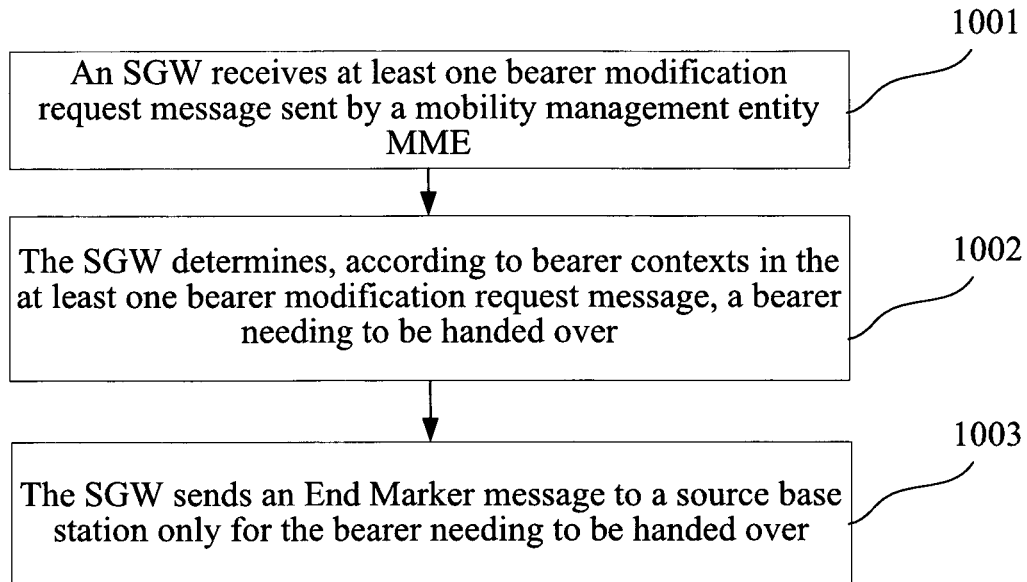 1001
An SGW receives at least one bearer modification
request message sent by a mobility management entity
MME
1002
The SGW determines, according to bearer contexts in the
at least one bearer modification request message, a bearer
needing to be handed over
1003
The SGW sends an End Marker message to a source base
station only for the bearer needing to be handed over